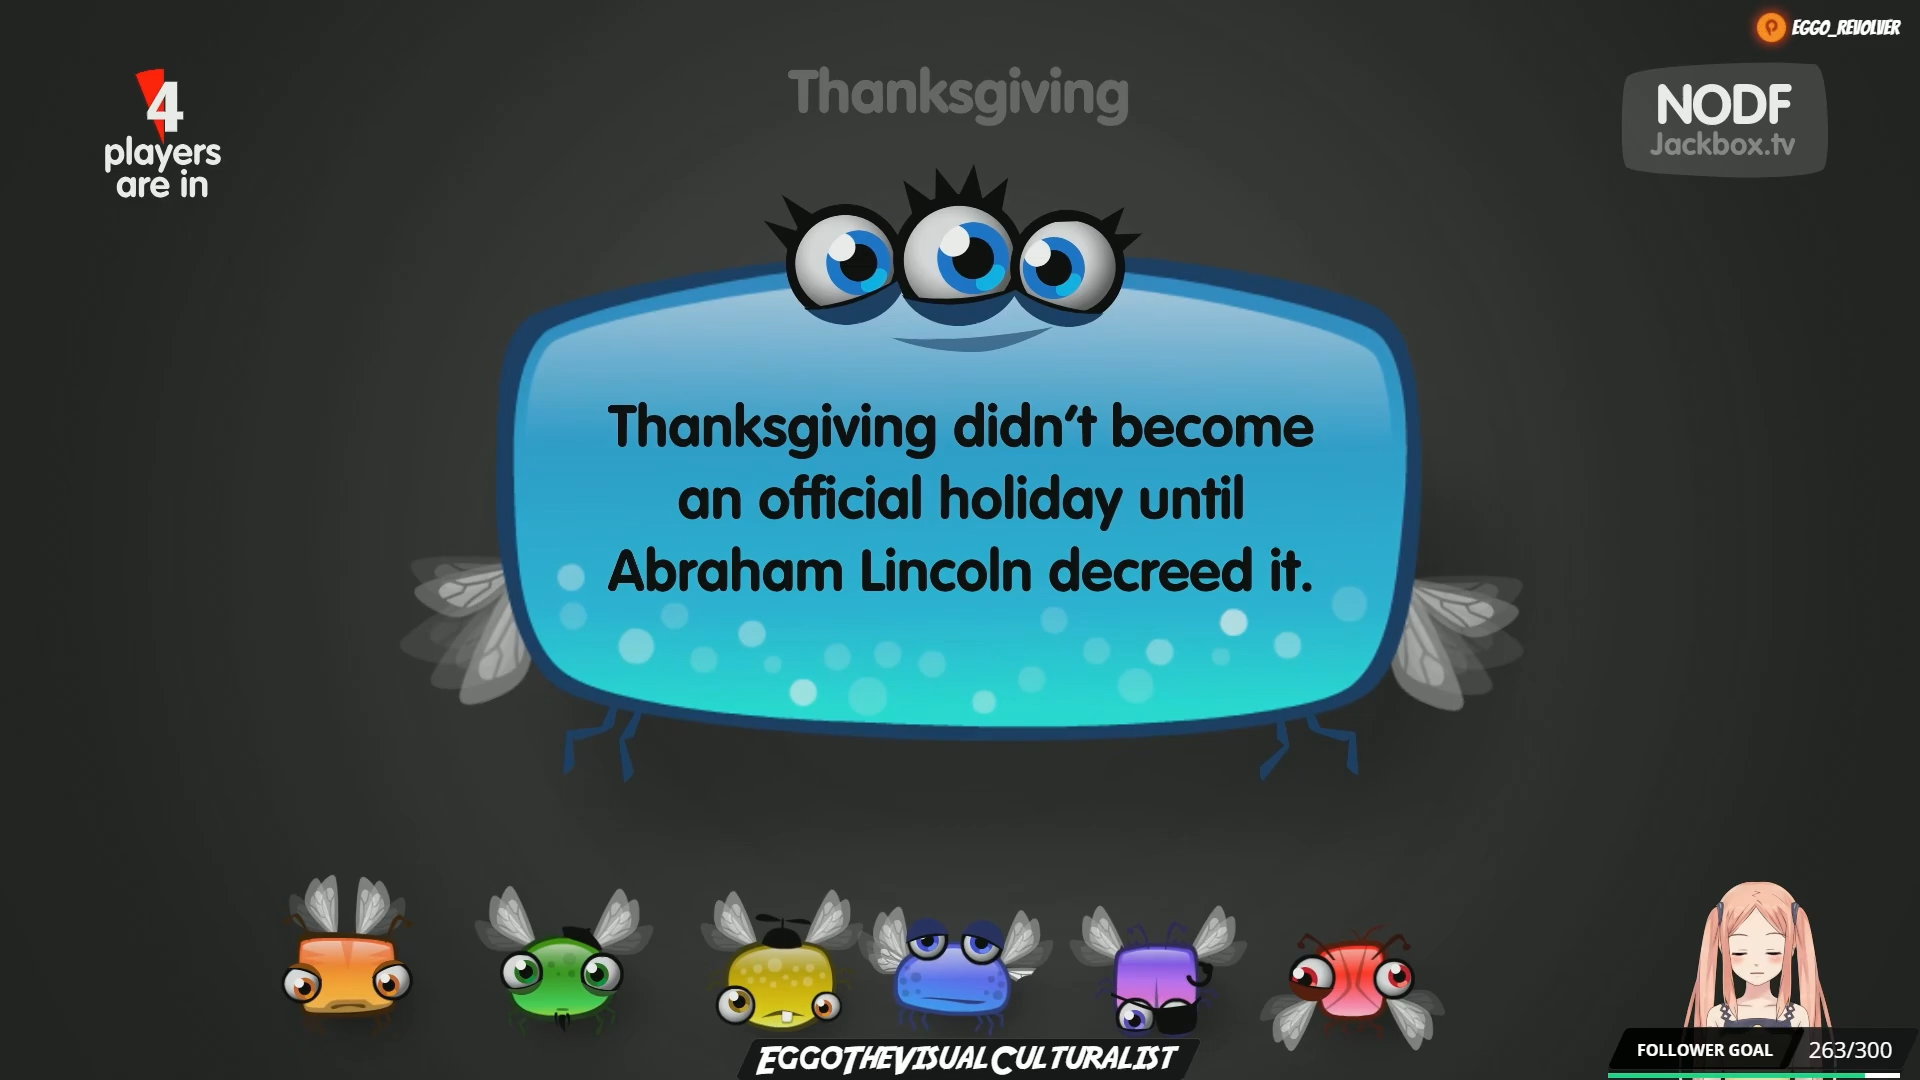 EGGO_REVOLVER
Thanksgiving
4
players
are in
NODF
Jackbox.tv
Thanksgiving didn't become
an official holiday until
Abraham Lincoln decreed it.
EGGOTHEVISUALCULTURALIST
FOLLOWER GOAL 263/300